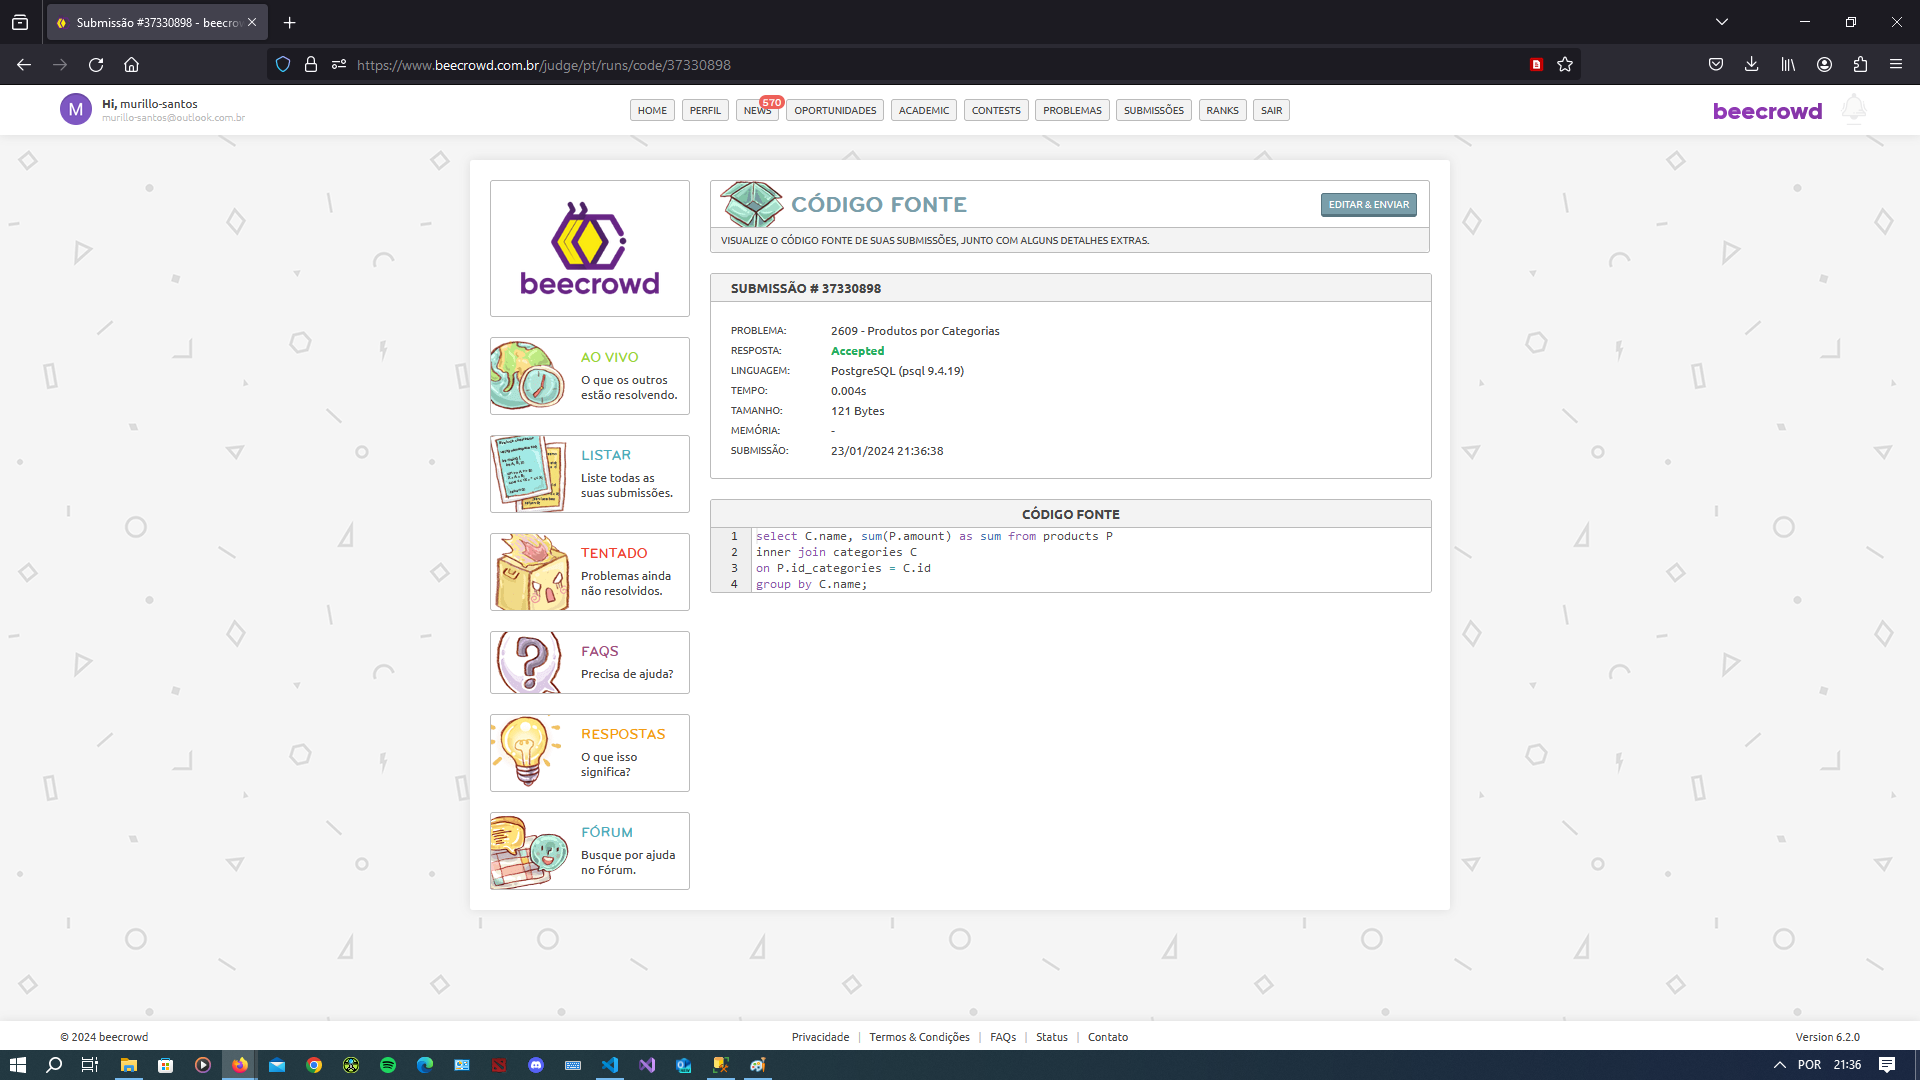 Submissão #37330898 - beecro
https://www.beecrowd.com.br/judge/pt/runs/code/37330898
M
Hi, murillo-santos
murillo-santos@outlook.com.br
HOME
PERFIL
NEWS
570
OPORTUNIDADES
ACADEMIC
CONTESTS
PROBLEMAS
SUBMISSÕES
RANKS
SAIR
beecrowd
beecrowd
AO VIVO
O que os outros
estão resolvendo.
LISTAR
Liste todas as
suas submissões.
TENTADO
Problemas ainda
não resolvidos.
FAQS
Precisa de ajuda?
RESPOSTAS
O que isso
significa?
FÓRUM
Busque por ajuda
no Fórum.
CÓDIGO FONTE
EDITAR & ENVIAR
VISUALIZE O CÓDIGO FONTE DE SUAS SUBMISSÕES, JUNTO COM ALGUNS DETALHES EXTRAS.
SUBMISSÃO # 37330898
PROBLEMA: 2609 - Produtos por Categorias
RESPOSTA: Accepted
LINGUAGEM: PostgreSQL (psql 9.4.19)
TEMPO: 0.004s
TAMANHO: 121 Bytes
MEMÓRIA: -
SUBMISSÃO: 23/01/2024 21:36:38
CÓDIGO FONTE
1 select C.name, sum(P.amount) as sum from products P
2 inner join categories C
3 on P.id_categories = C.id
4 group by C.name;
© 2024 beecrowd
Privacidade | Termos & Condições | FAQs | Status | Contato
Version 6.2.0
POR 21:36